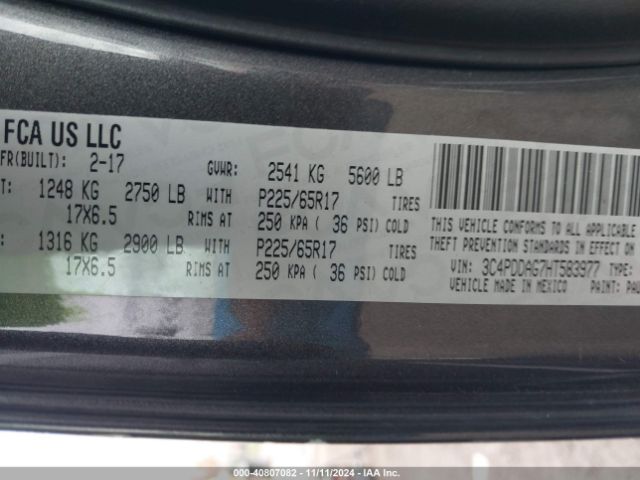 FCA US LLC
FR(BUILT): 2-17 GVWR: 2541 KG 5600 LB
T: 1248 KG 2750 LB WITH P225/65R17 TIRES
17X6.5 RIMS AT 250 KPA ( 36 PSI) COLD
: 1316 KG 2900 LB WITH P225/65R17 TIRES
17X6.5 RIMS AT 250 KPA ( 36 PSI) COLD
THIS VEHICLE CONFORMS TO ALL APPLICABLE
THEFT PREVENTION STANDARDS IN EFFECT ON
VIN: 3C4PDDAG7HT583977 TYPE:
VEHICLE MADE IN MEXICO PAINT: PAU
000-40807082 - 11/11/2024 - IAAI.com